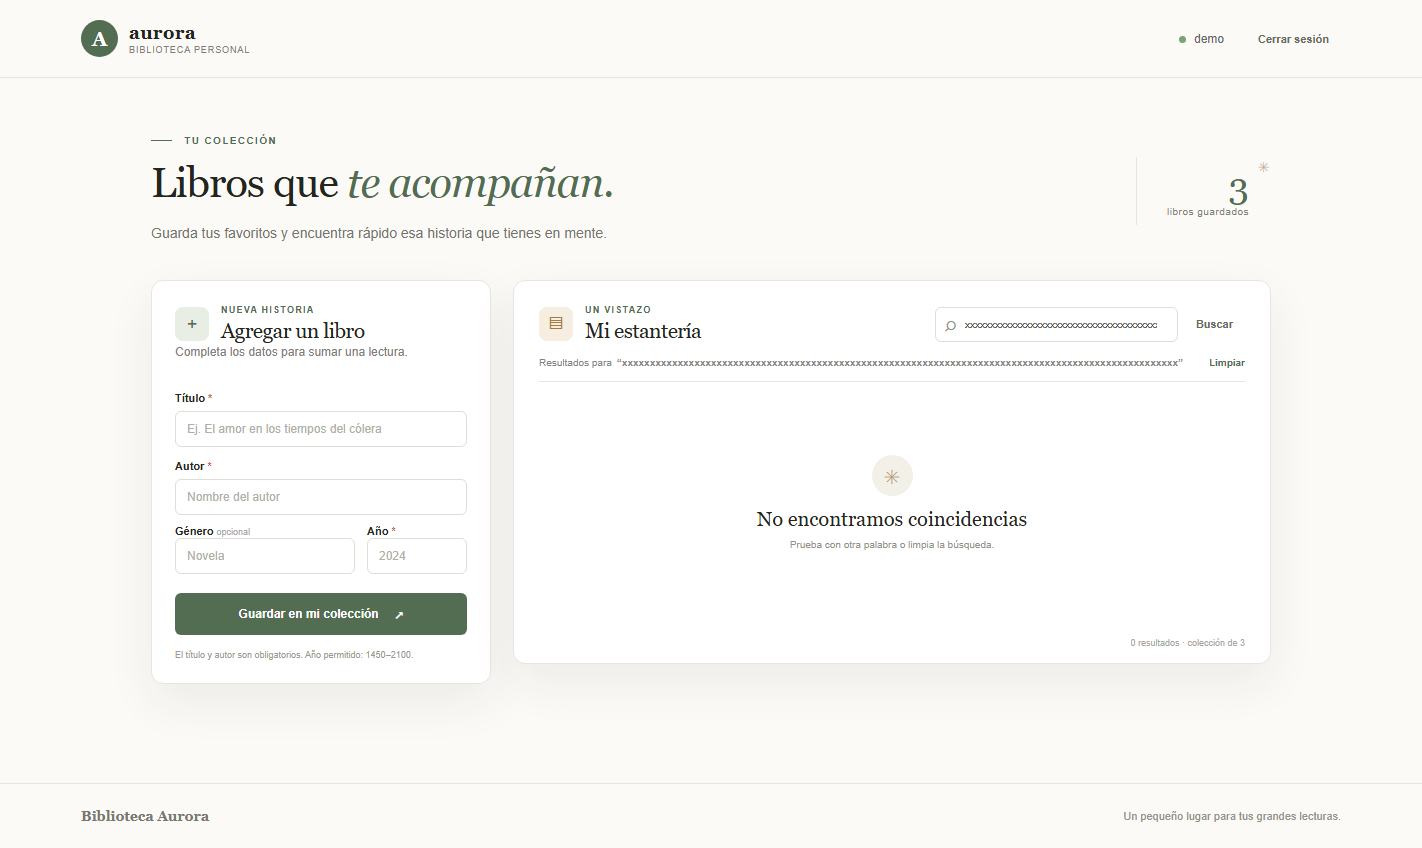 A
aurora
BIBLIOTECA PERSONAL
demo
Cerrar sesión
TU COLECCIÓN
Libros que te acompañan.
Guarda tus favoritos y encuentra rápido esa historia que tienes en mente.
3
libros guardados
NUEVA HISTORIA
Agregar un libro
Completa los datos para sumar una lectura.
Título *
Ej. El amor en los tiempos del cólera
Autor *
Nombre del autor
Género opcional
Año *
Novela
2024
Guardar en mi colección ↗
El título y autor son obligatorios. Año permitido: 1450–2100.
UN VISTAZO
Mi estantería
Buscar
Resultados para
Limpiar
No encontramos coincidencias
Prueba con otra palabra o limpia la búsqueda.
0 resultados · colección de 3
Biblioteca Aurora
Un pequeño lugar para tus grandes lecturas.